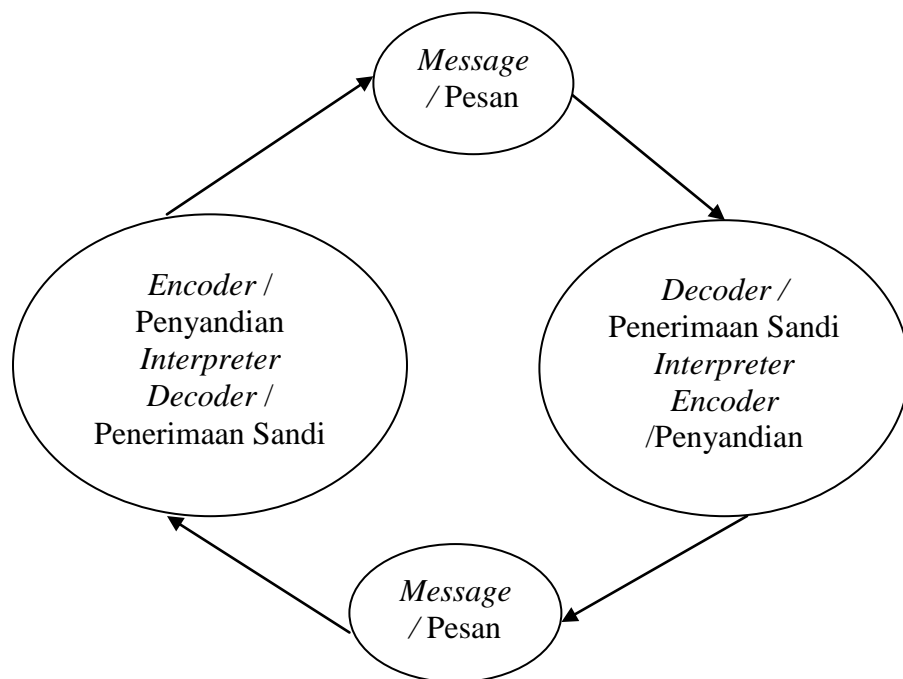 Message
/ Pesan
Encoder /
Penyandian
Interpreter
Decoder /
Penerimaan Sandi
Decoder /
Penerimaan Sandi
Interpreter
Encoder
/Penyandian
Message
/ Pesan